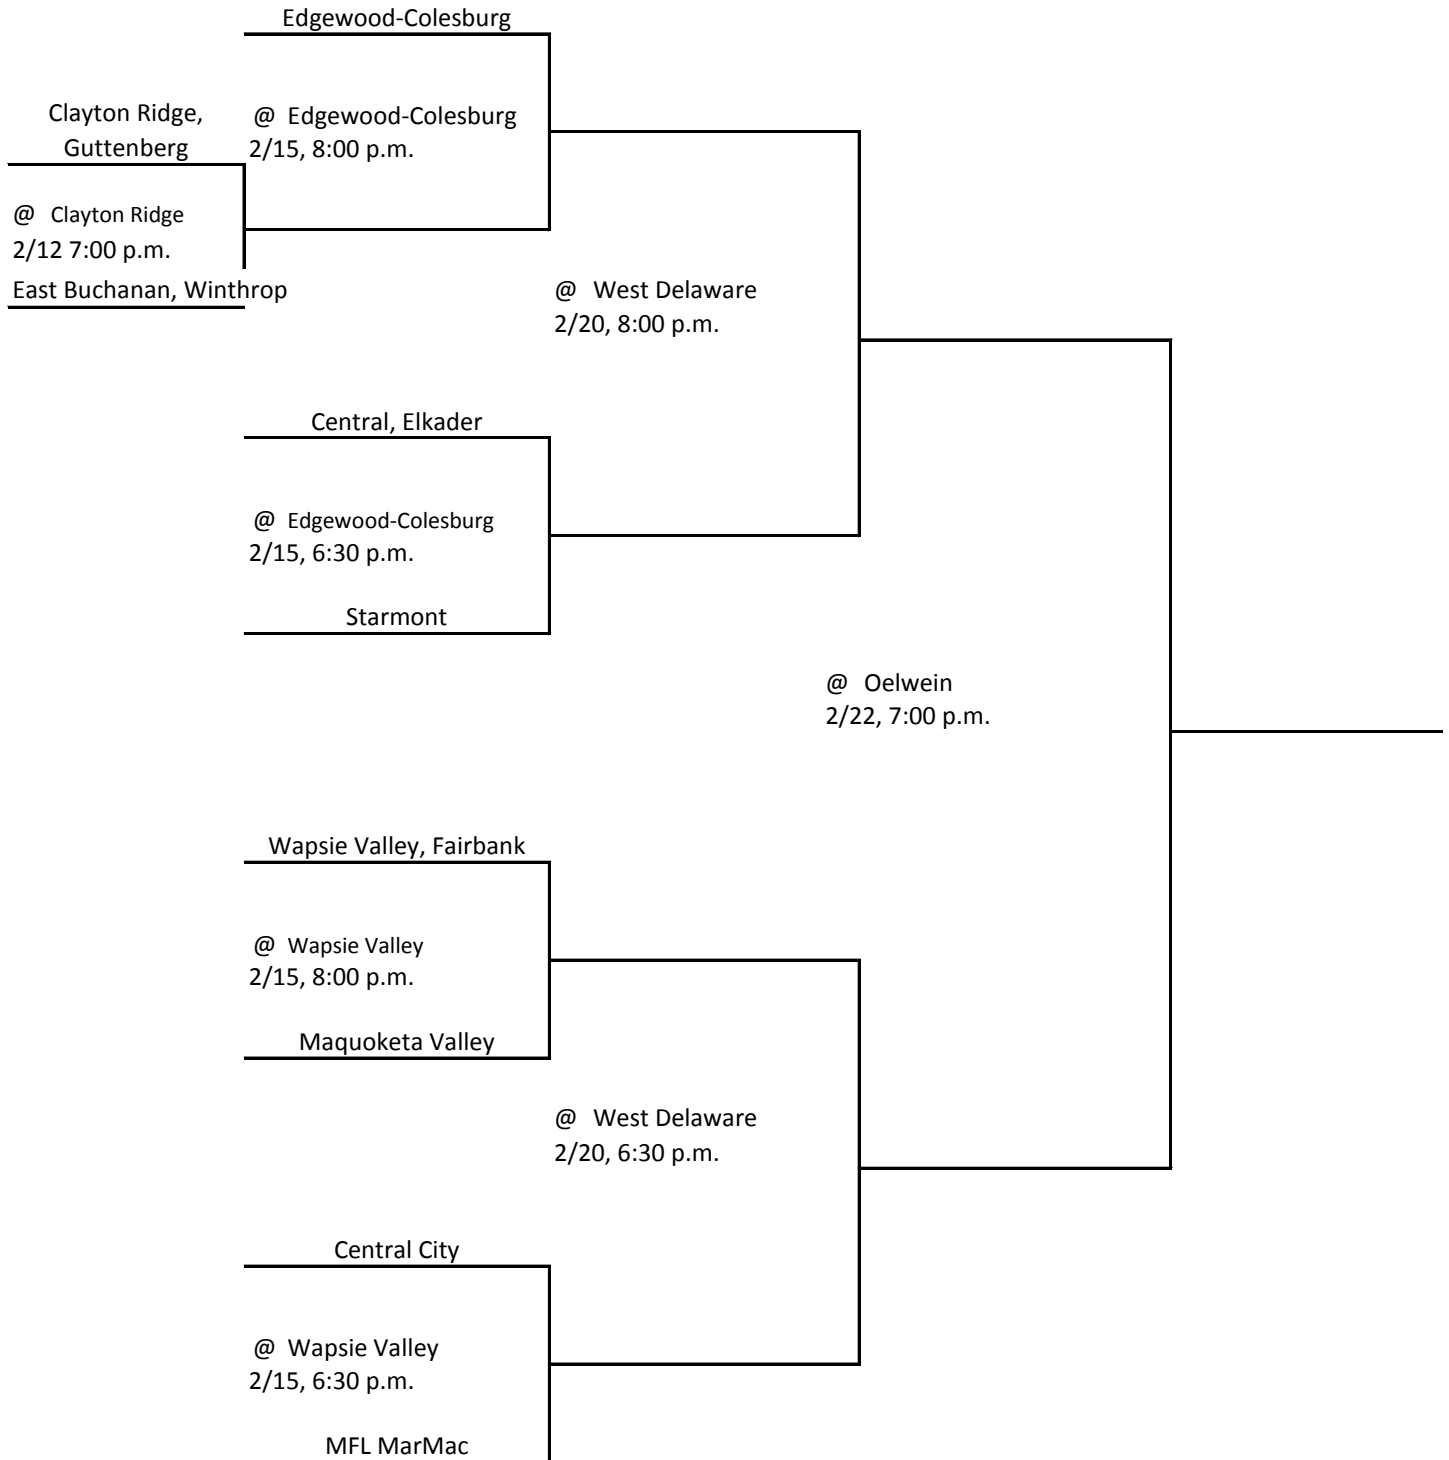 Edgewood-Colesburg
Clayton Ridge,
Guttenberg
@ Edgewood-Colesburg
2/15, 8:00 p.m.
@ Clayton Ridge
2/12 7:00 p.m.
East Buchanan, Winthrop
@ West Delaware
2/20, 8:00 p.m.
Central, Elkader
@ Edgewood-Colesburg
2/15, 6:30 p.m.
Starmont
@ Oelwein
2/22, 7:00 p.m.
Wapsie Valley, Fairbank
@ Wapsie Valley
2/15, 8:00 p.m.
Maquoketa Valley
@ West Delaware
2/20, 6:30 p.m.
Central City
@ Wapsie Valley
2/15, 6:30 p.m.
MFL MarMac